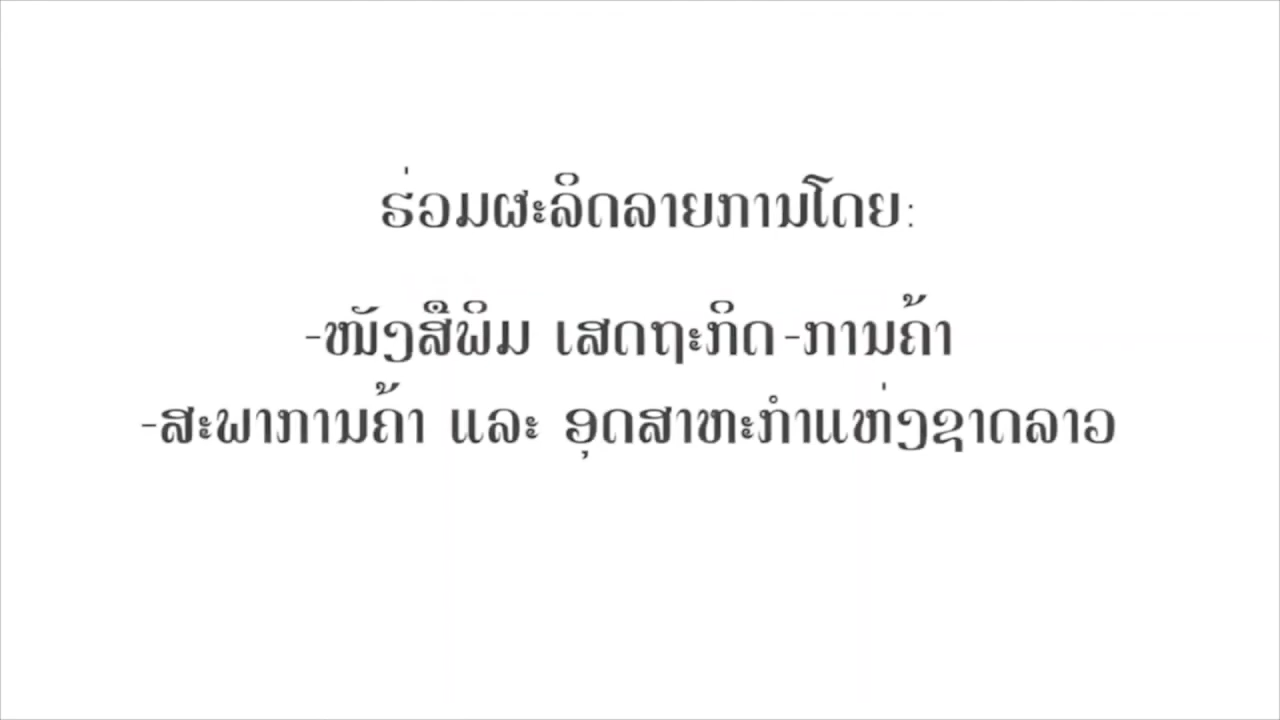 ຮ່ວມຜະລິດລາຍການໂດຍ:
-ໜັງສືພິມ ເສດຖະກິດ-ການຄ້າ
-ສະພາການຄ້າ ແລະ ອຸດສາຫະກຳແຫ່ງຊາດລາວ